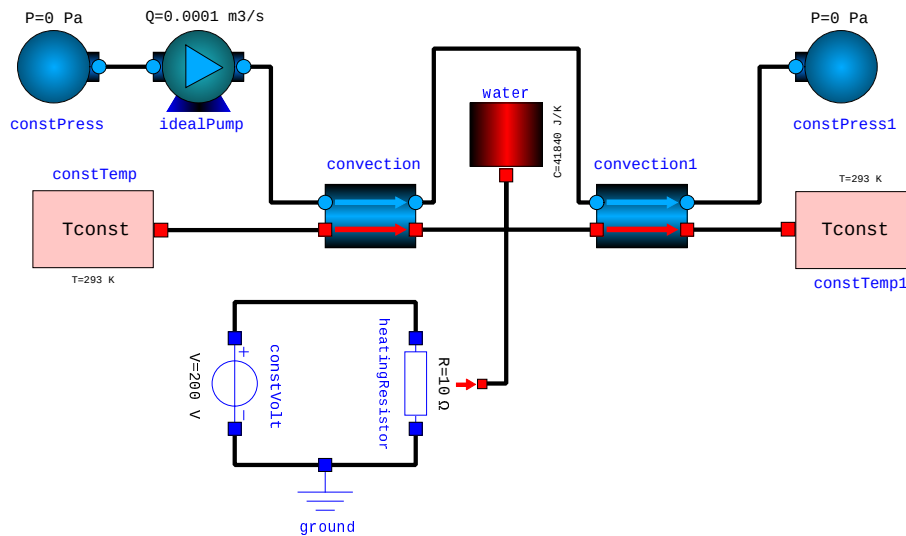 P=0 Pa
Q=0.0001 m3/s
P=0 Pa
constPress
idealPump
water
C=41840 J/K
constPress1
convection
convection1
constTemp
T=293 K
Tconst
Tconst
T=293 K
constTemp1
V=200 V
+
−
constVolt
heatingResistor
R=10 Ω
ground